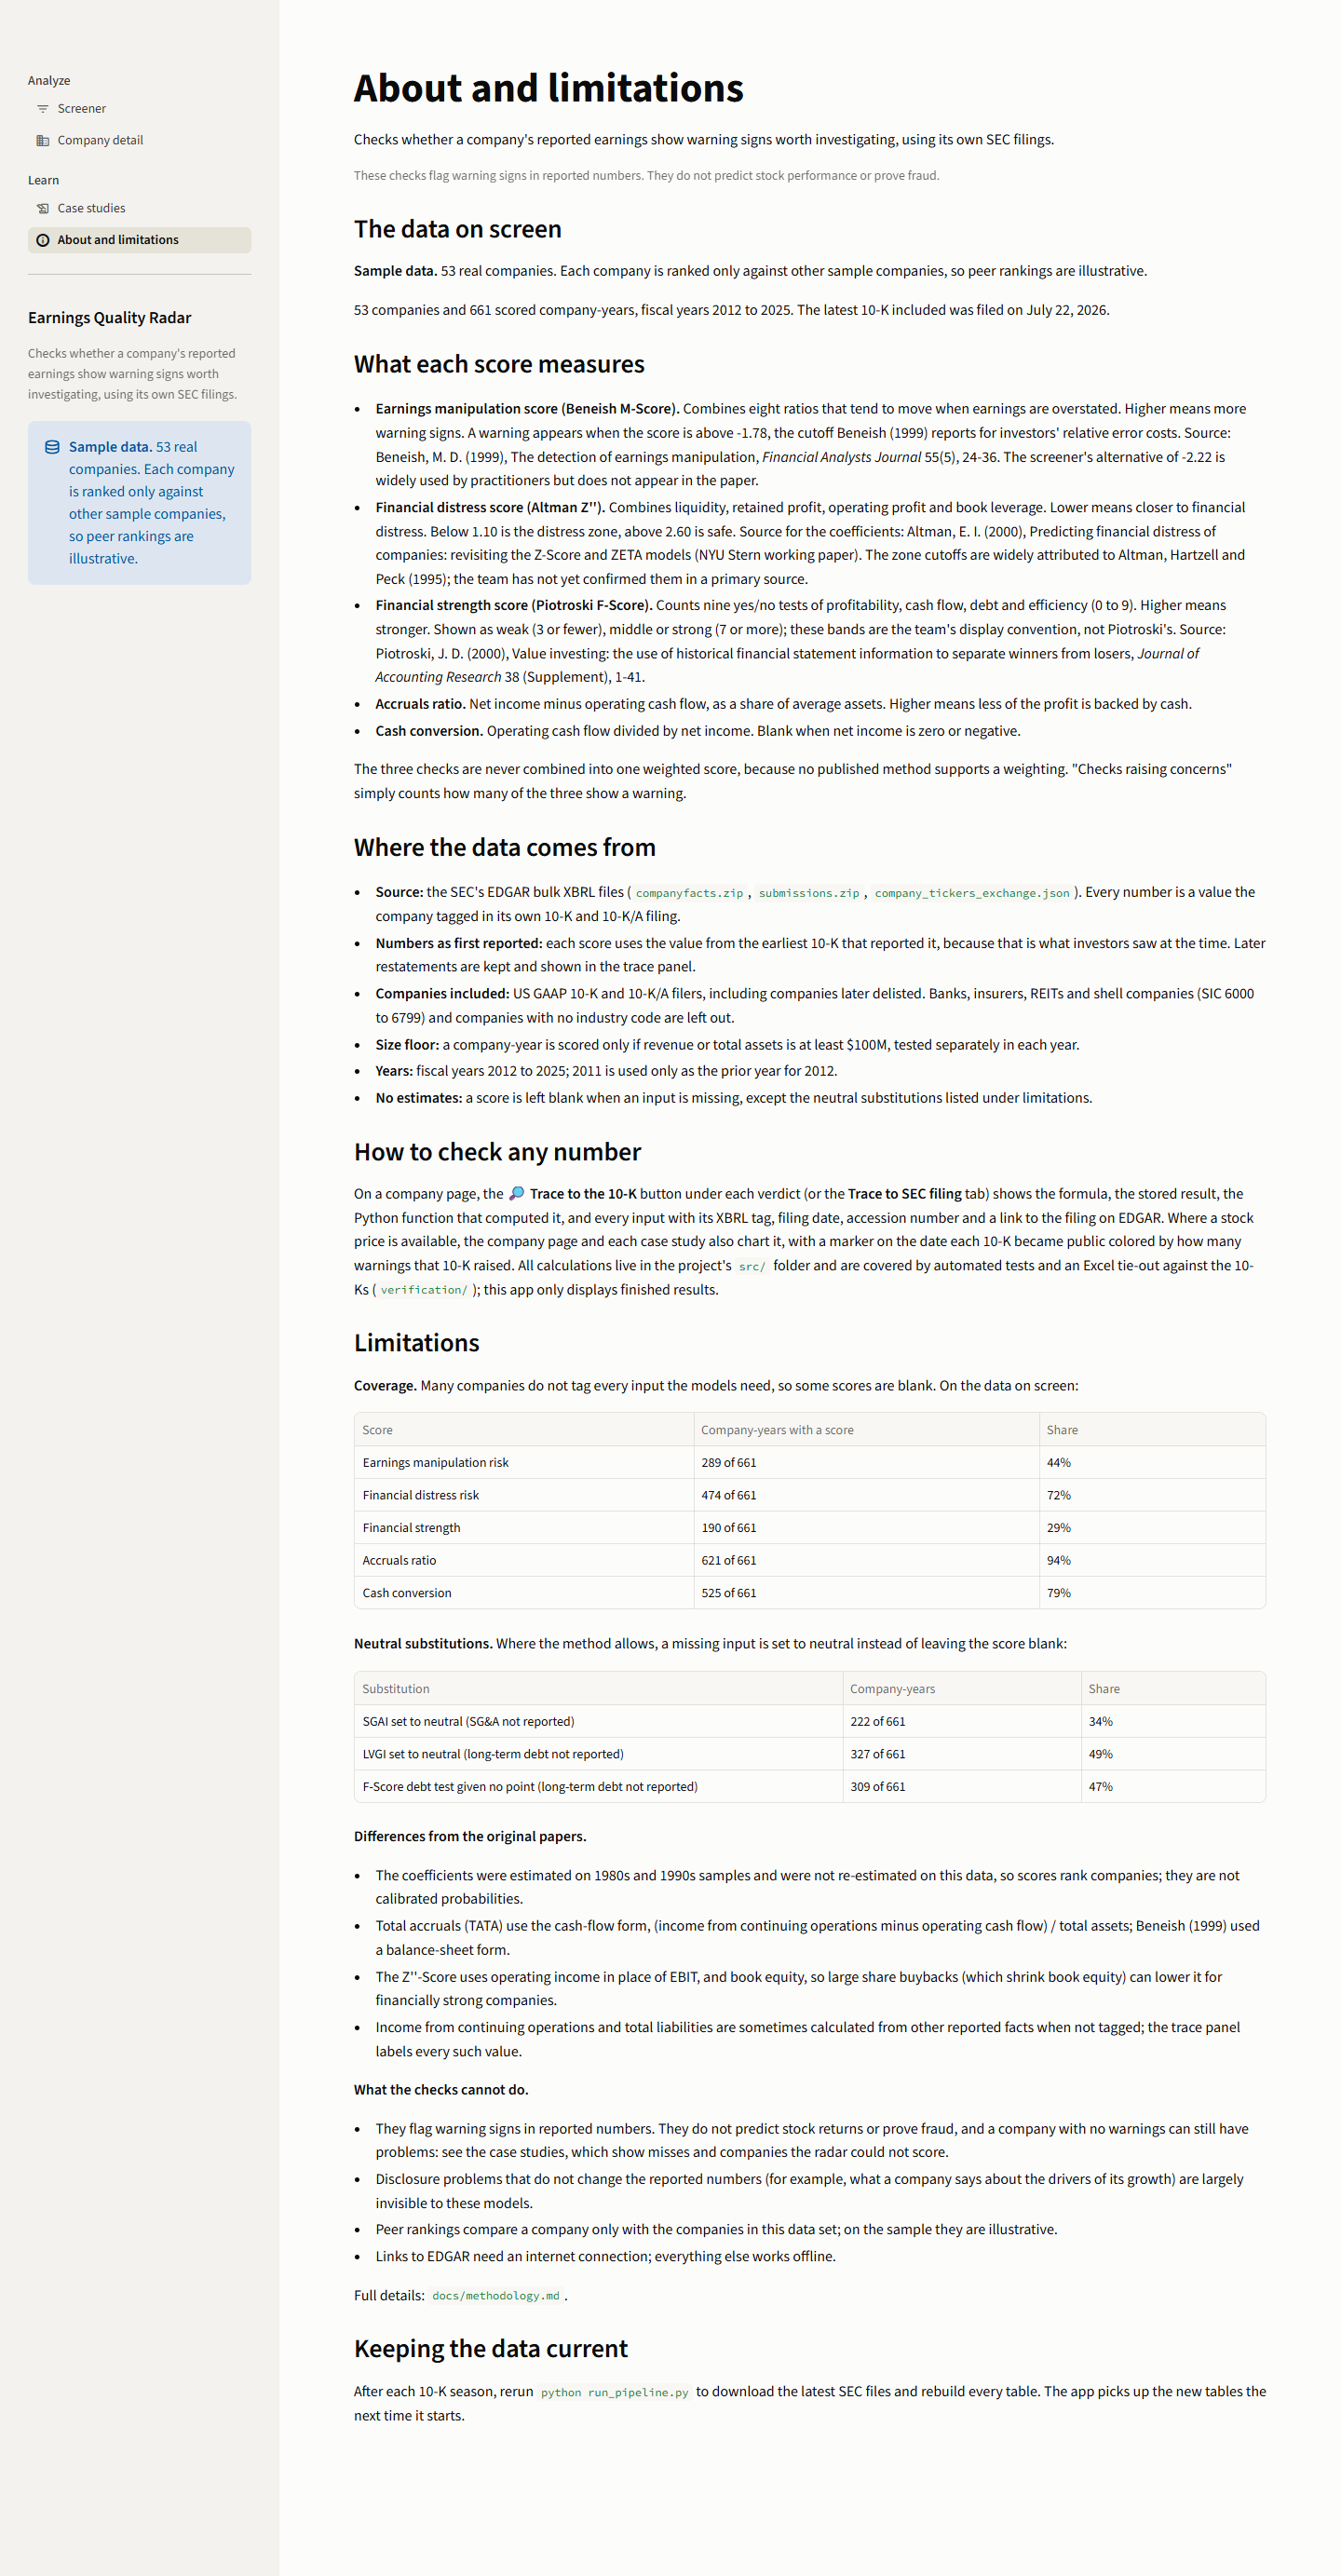 Analyze
Screener
Company detail
Learn
Case studies
About and limitations
Earnings Quality Radar
Checks whether a company's reported
earnings show warning signs worth
investigating, using its own SEC filings.
Sample data. 53 real
companies. Each company
is ranked only against
other sample companies,
so peer rankings are
illustrative.
About and limitations
Checks whether a company's reported earnings show warning signs worth investigating, using its own SEC filings.
These checks flag warning signs in reported numbers. They do not predict stock performance or prove fraud.
The data on screen
Sample data. 53 real companies. Each company is ranked only against other sample companies, so peer rankings are illustrative.
53 companies and 661 scored company-years, fiscal years 2012 to 2025. The latest 10-K included was filed on July 22, 2026.
What each score measures
• Earnings manipulation score (Beneish M-Score). Combines eight ratios that tend to move when earnings are overstated. Higher means more
warning signs. A warning appears when the score is above -1.78, the cutoff Beneish (1999) reports for investors' relative error costs. Source:
Beneish, M. D. (1999), The detection of earnings manipulation, Financial Analysts Journal 55(5), 24-36. The screener's alternative of -2.22 is
widely used by practitioners but does not appear in the paper.
• Financial distress score (Altman Z''). Combines liquidity, retained profit, operating profit and book leverage. Lower means closer to financial
distress. Below 1.10 is the distress zone, above 2.60 is safe. Source for the coefficients: Altman, E. I. (2000), Predicting financial distress of
companies: revisiting the Z-Score and ZETA models (NYU Stern working paper). The zone cutoffs are widely attributed to Altman, Hartzell and
Peck (1995); the team has not yet confirmed them in a primary source.
• Financial strength score (Piotroski F-Score). Counts nine yes/no tests of profitability, cash flow, debt and efficiency (0 to 9). Higher means
stronger. Shown as weak (3 or fewer), middle or strong (7 or more); these bands are the team's display convention, not Piotroski's. Source:
Piotroski, J. D. (2000), Value investing: the use of historical financial statement information to separate winners from losers, Journal of
Accounting Research 38 (Supplement), 1-41.
• Accruals ratio. Net income minus operating cash flow, as a share of average assets. Higher means less of the profit is backed by cash.
• Cash conversion. Operating cash flow divided by net income. Blank when net income is zero or negative.
The three checks are never combined into one weighted score, because no published method supports a weighting. "Checks raising concerns"
simply counts how many of the three show a warning.
Where the data comes from
• Source: the SEC's EDGAR bulk XBRL files ( companyfacts.zip , submissions.zip , company_tickers_exchange.json ). Every number is a value the
company tagged in its own 10-K and 10-K/A filing.
• Numbers as first reported: each score uses the value from the earliest 10-K that reported it, because that is what investors saw at the time. Later
restatements are kept and shown in the trace panel.
• Companies included: US GAAP 10-K and 10-K/A filers, including companies later delisted. Banks, insurers, REITs and shell companies (SIC 6000
to 6799) and companies with no industry code are left out.
• Size floor: a company-year is scored only if revenue or total assets is at least $100M, tested separately in each year.
• Years: fiscal years 2012 to 2025; 2011 is used only as the prior year for 2012.
• No estimates: a score is left blank when an input is missing, except the neutral substitutions listed under limitations.
How to check any number
On a company page, the 🔎 Trace to the 10-K button under each verdict (or the Trace to SEC filing tab) shows the formula, the stored result, the
Python function that computed it, and every input with its XBRL tag, filing date, accession number and a link to the filing on EDGAR. Where a stock
price is available, the company page and each case study also chart it, with a marker on the date each 10-K became public colored by how many
warnings that 10-K raised. All calculations live in the project's src/ folder and are covered by automated tests and an Excel tie-out against the 10-
Ks ( verification/ ); this app only displays finished results.
Limitations
Coverage. Many companies do not tag every input the models need, so some scores are blank. On the data on screen:
Score Company-years with a score Share
Earnings manipulation risk 289 of 661 44%
Financial distress risk 474 of 661 72%
Financial strength 190 of 661 29%
Accruals ratio 621 of 661 94%
Cash conversion 525 of 661 79%
Neutral substitutions. Where the method allows, a missing input is set to neutral instead of leaving the score blank:
Substitution Company-years Share
SGAI set to neutral (SG&A not reported) 222 of 661 34%
LVGI set to neutral (long-term debt not reported) 327 of 661 49%
F-Score debt test given no point (long-term debt not reported) 309 of 661 47%
Differences from the original papers.
• The coefficients were estimated on 1980s and 1990s samples and were not re-estimated on this data, so scores rank companies; they are not
calibrated probabilities.
• Total accruals (TATA) use the cash-flow form, (income from continuing operations minus operating cash flow) / total assets; Beneish (1999) used
a balance-sheet form.
• The Z''-Score uses operating income in place of EBIT, and book equity, so large share buybacks (which shrink book equity) can lower it for
financially strong companies.
• Income from continuing operations and total liabilities are sometimes calculated from other reported facts when not tagged; the trace panel
labels every such value.
What the checks cannot do.
• They flag warning signs in reported numbers. They do not predict stock returns or prove fraud, and a company with no warnings can still have
problems: see the case studies, which show misses and companies the radar could not score.
• Disclosure problems that do not change the reported numbers (for example, what a company says about the drivers of its growth) are largely
invisible to these models.
• Peer rankings compare a company only with the companies in this data set; on the sample they are illustrative.
• Links to EDGAR need an internet connection; everything else works offline.
Full details: docs/methodology.md .
Keeping the data current
After each 10-K season, rerun python run_pipeline.py to download the latest SEC files and rebuild every table. The app picks up the new tables the
next time it starts.